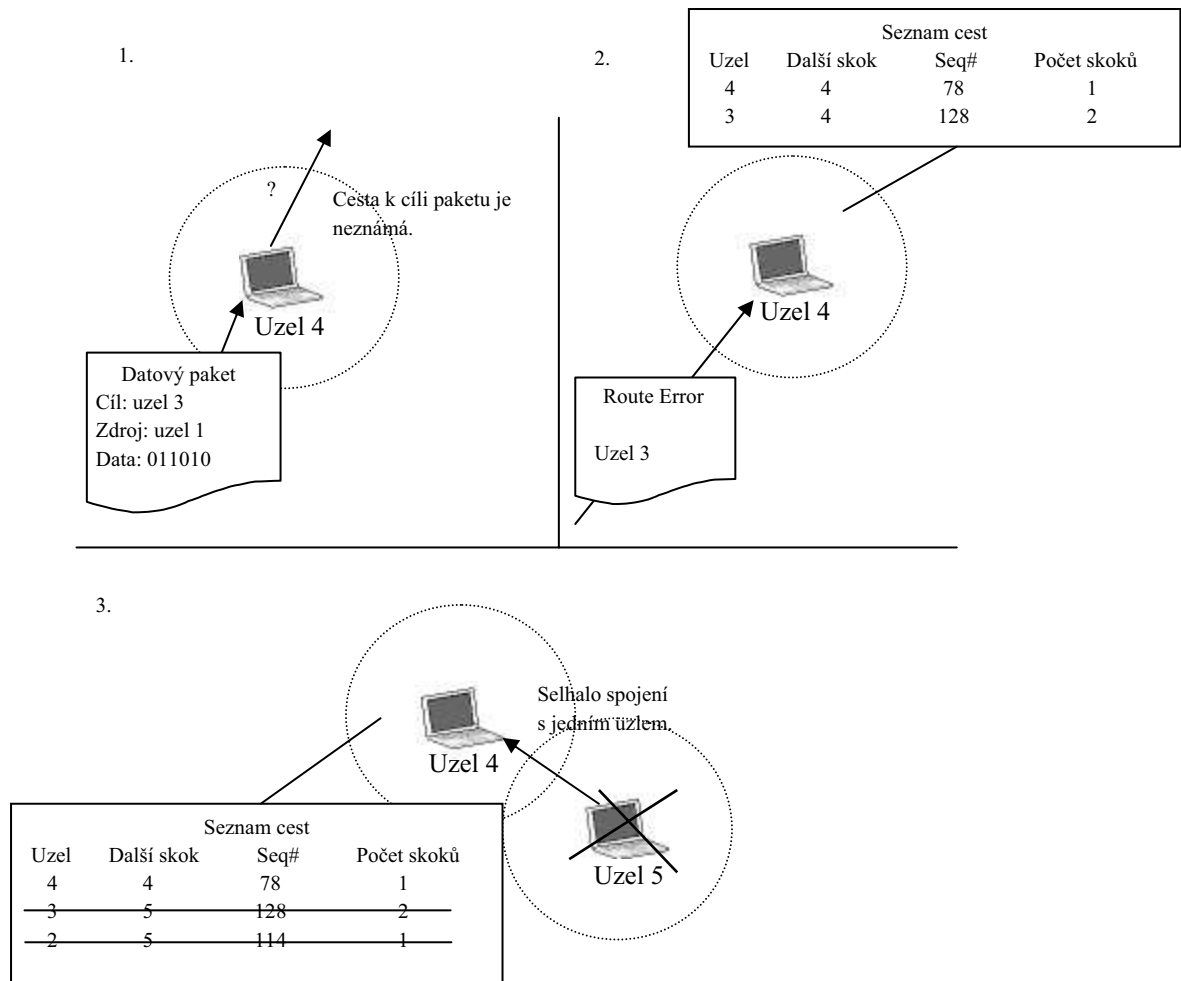 1.
?
Cesta k cíli paketu je
neznámá.
Uzel 4
Datový paket
Cíl: uzel 3
Zdroj: uzel 1
Data: 011010
2.
Seznam cest
Uzel Další skok Seq# Počet skoků
4 4 78 1
3 4 128 2
Uzel 4
Route Error
Uzel 3
3.
Selhalo spojení
s jedním uzlem.
Uzel 4
Uzel 5
Seznam cest
Uzel Další skok Seq# Počet skoků
4 4 78 1
3 5 128 2
2 5 114 1